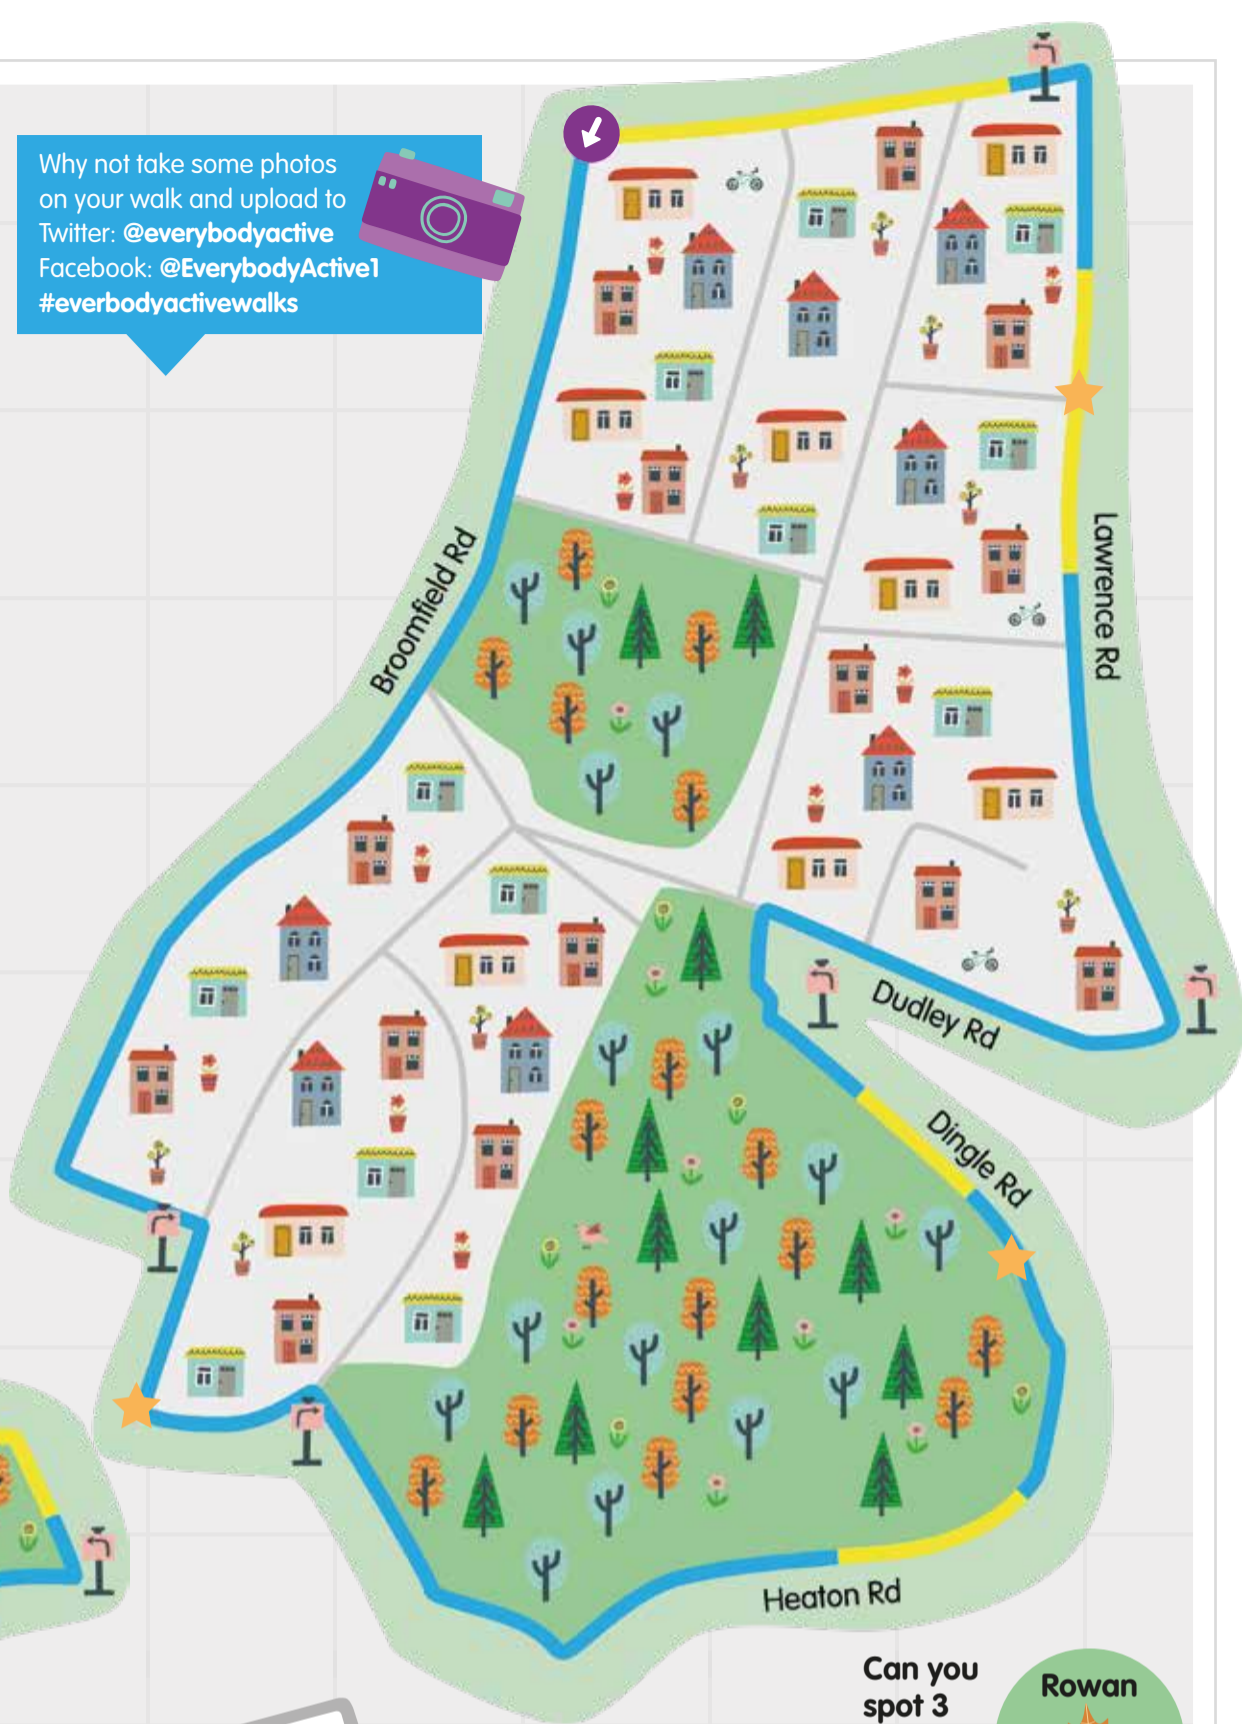 Why not take some photos
on your walk and upload to
Twitter: @everybodyactive
Facebook: @EverybodyActive1
#everbodyactivewalks
Broomfield Rd
Lawrence Rd
Dudley Rd
Dingle Rd
Heaton Rd
Can you
spot 3
Rowan